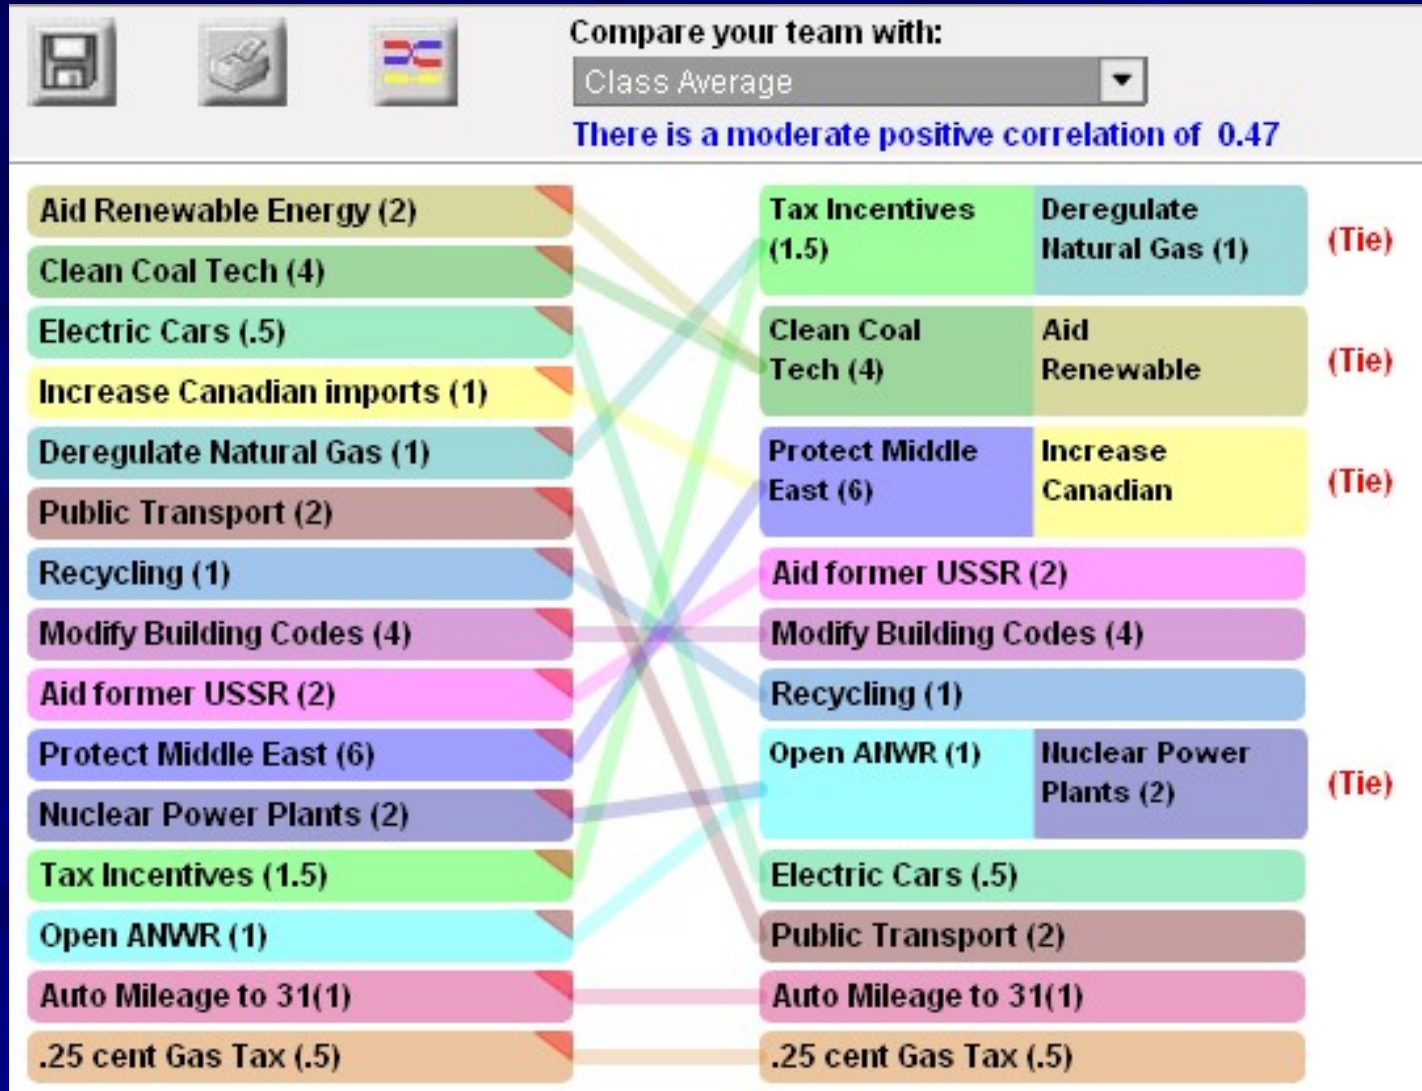 Compare your team with:
Class Average
There is a moderate positive correlation of 0.47
Aid Renewable Energy (2)
Clean Coal Tech (4)
Electric Cars (.5)
Increase Canadian imports (1)
Deregulate Natural Gas (1)
Public Transport (2)
Recycling (1)
Modify Building Codes (4)
Aid former USSR (2)
Protect Middle East (6)
Nuclear Power Plants (2)
Tax Incentives (1.5)
Open ANWR (1)
Auto Mileage to 31(1)
.25 cent Gas Tax (.5)
Tax Incentives
(1.5)
Deregulate
Natural Gas (1)
(Tie)
Clean Coal
Tech (4)
Aid
Renewable
(Tie)
Protect Middle
East (6)
Increase
Canadian
(Tie)
Aid former USSR (2)
Modify Building Codes (4)
Recycling (1)
Open ANWR (1)
Nuclear Power
Plants (2)
(Tie)
Electric Cars (.5)
Public Transport (2)
Auto Mileage to 31(1)
.25 cent Gas Tax (.5)